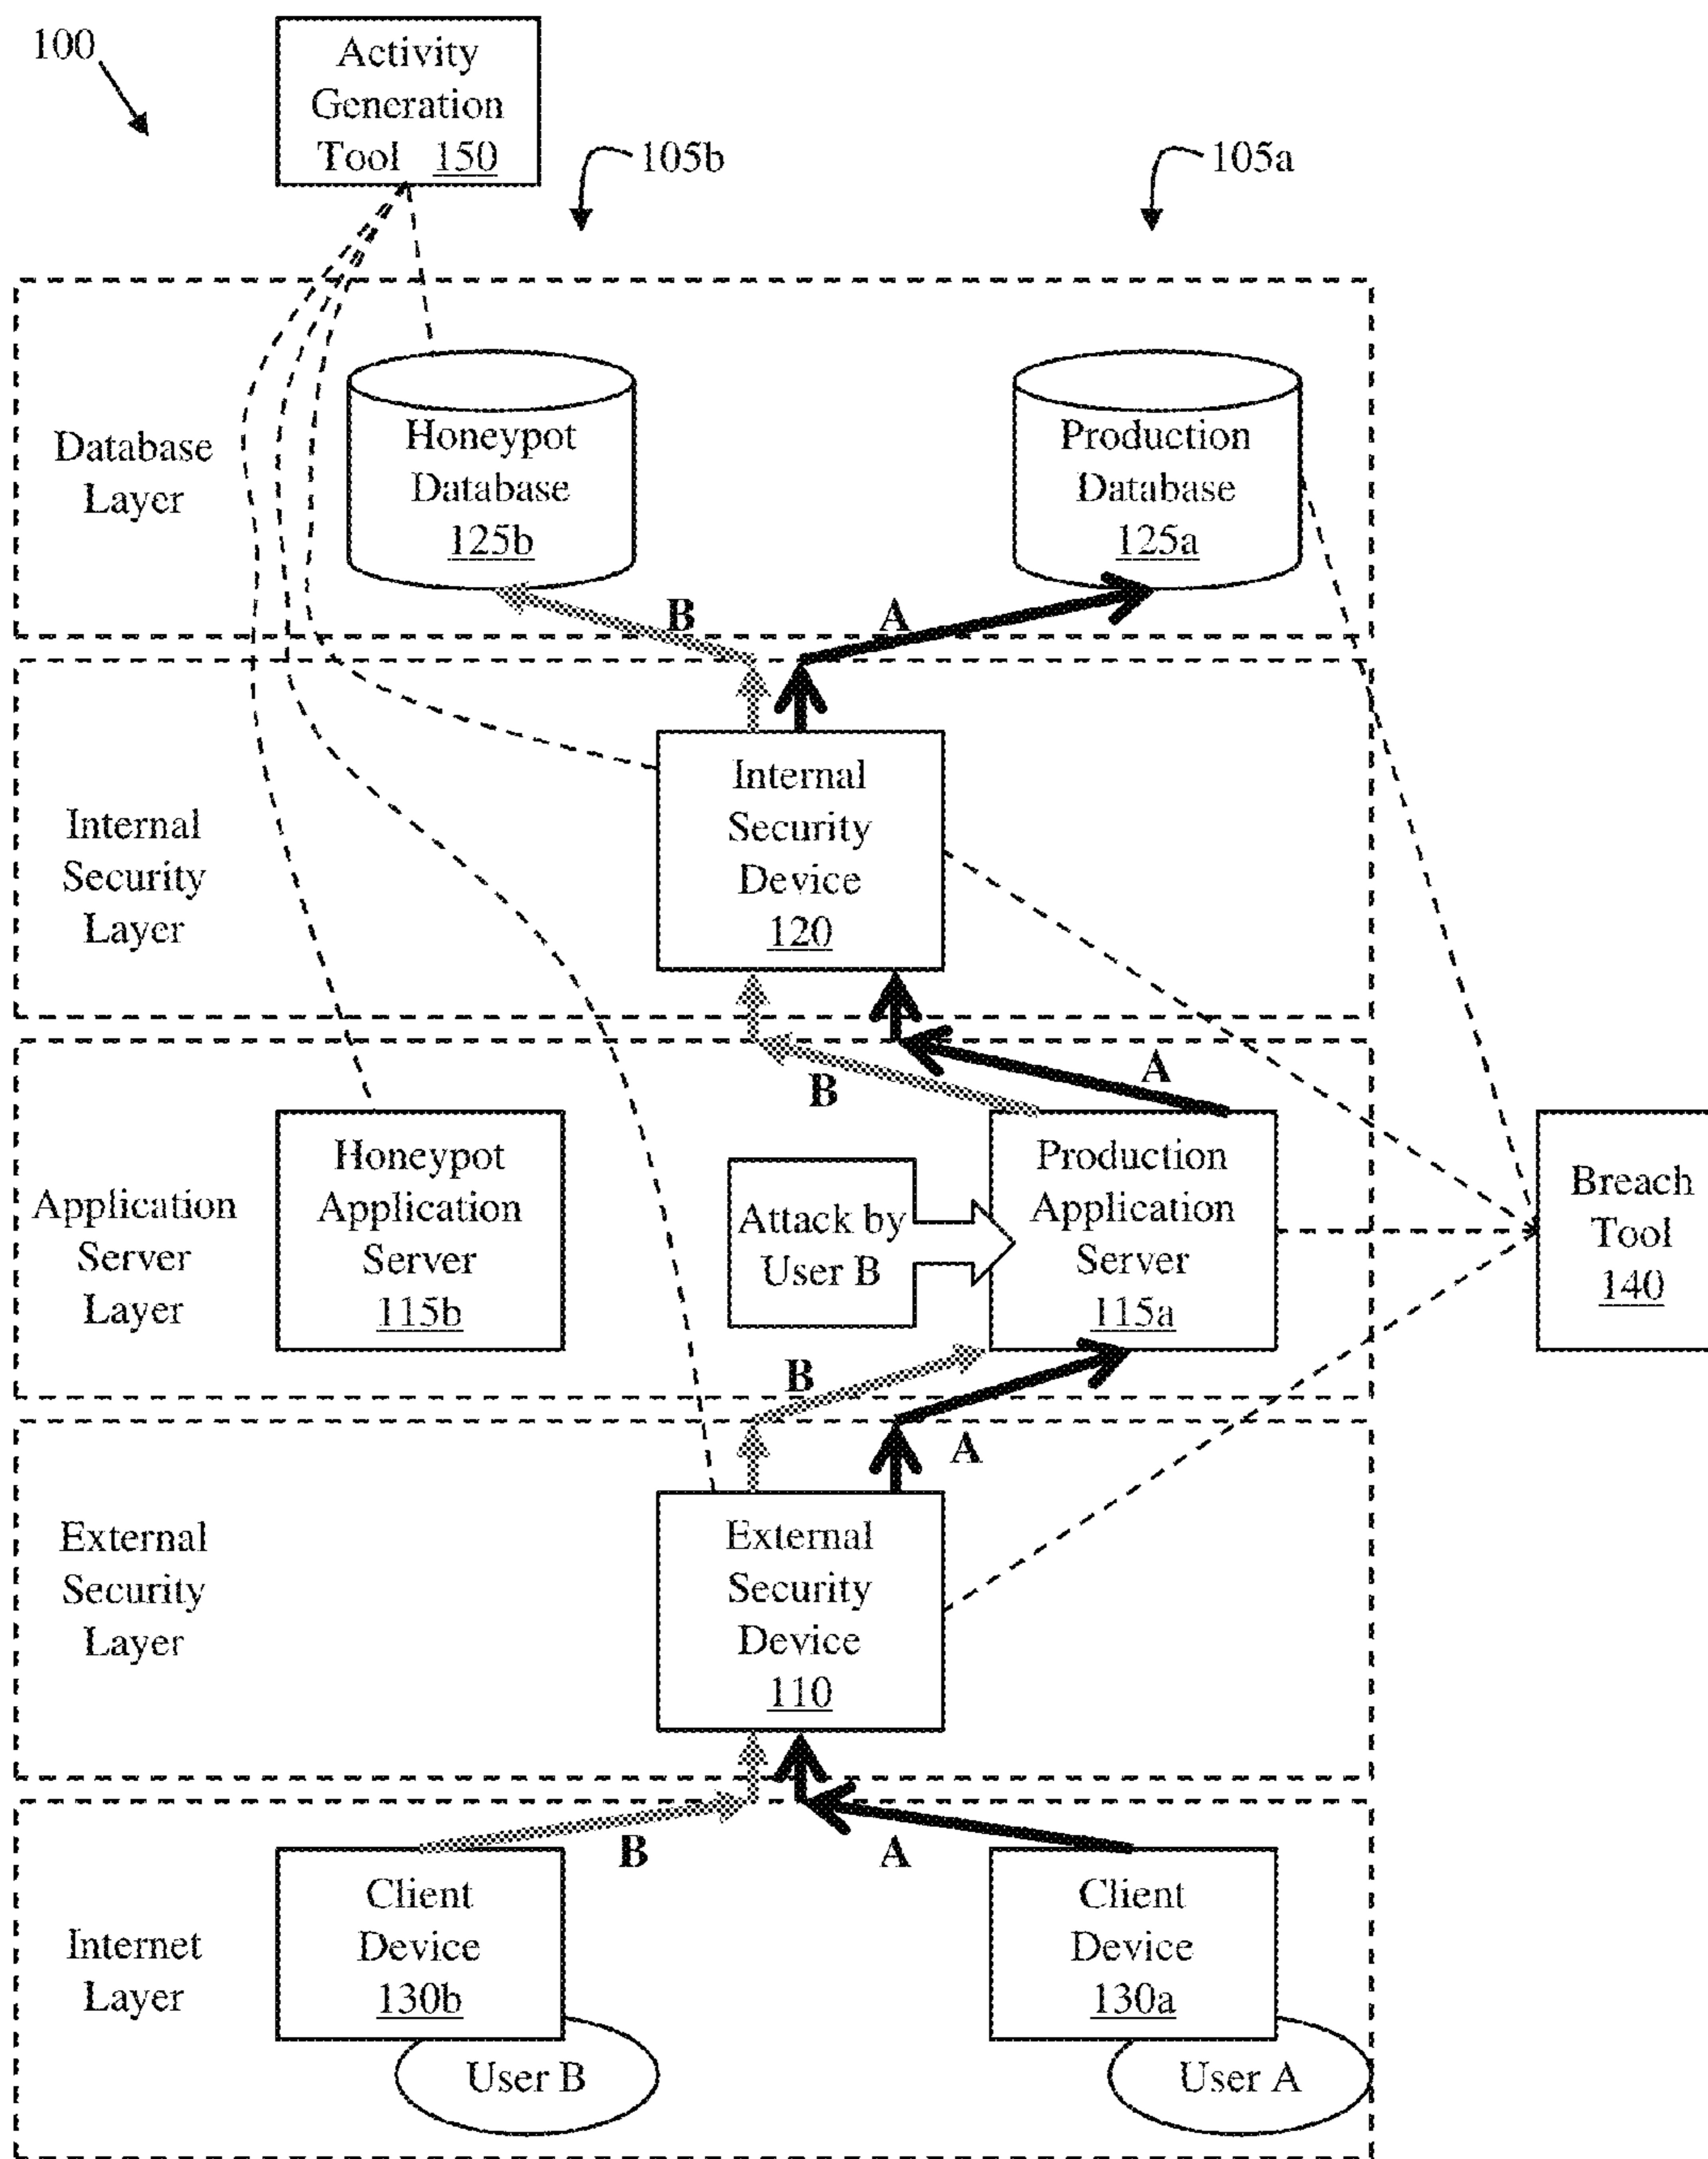 100
Activity
Generation
Tool 150
105b
105a
Database
Layer
Honeypot
Database
125b
Production
Database
125a
B
A
Internal
Security
Layer
Internal
Security
Device
120
B
A
Application
Server
Layer
Honeypot
Application
Server
115b
Attack by
User B
Production
Application
Server
115a
Breach
Tool
140
B
A
External
Security
Layer
External
Security
Device
110
B
A
Internet
Layer
Client
Device
130b
User B
Client
Device
130a
User A